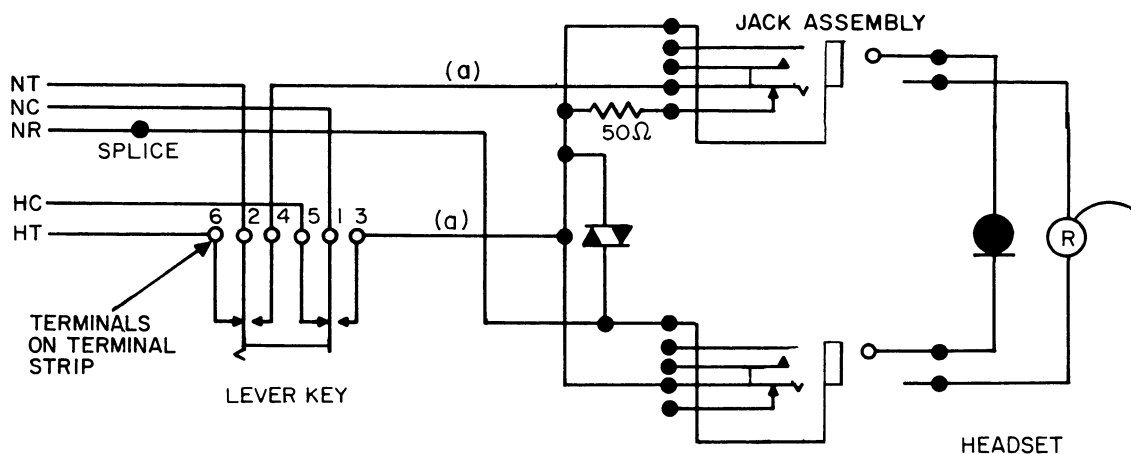 JACK ASSEMBLY
NT
(a)
NC
NR
50Ω
SPLICE
HC
6 2 4 5 1 3
(a)
HT
R
TERMINALS
ON TERMINAL
STRIP
LEVER KEY
HEADSET